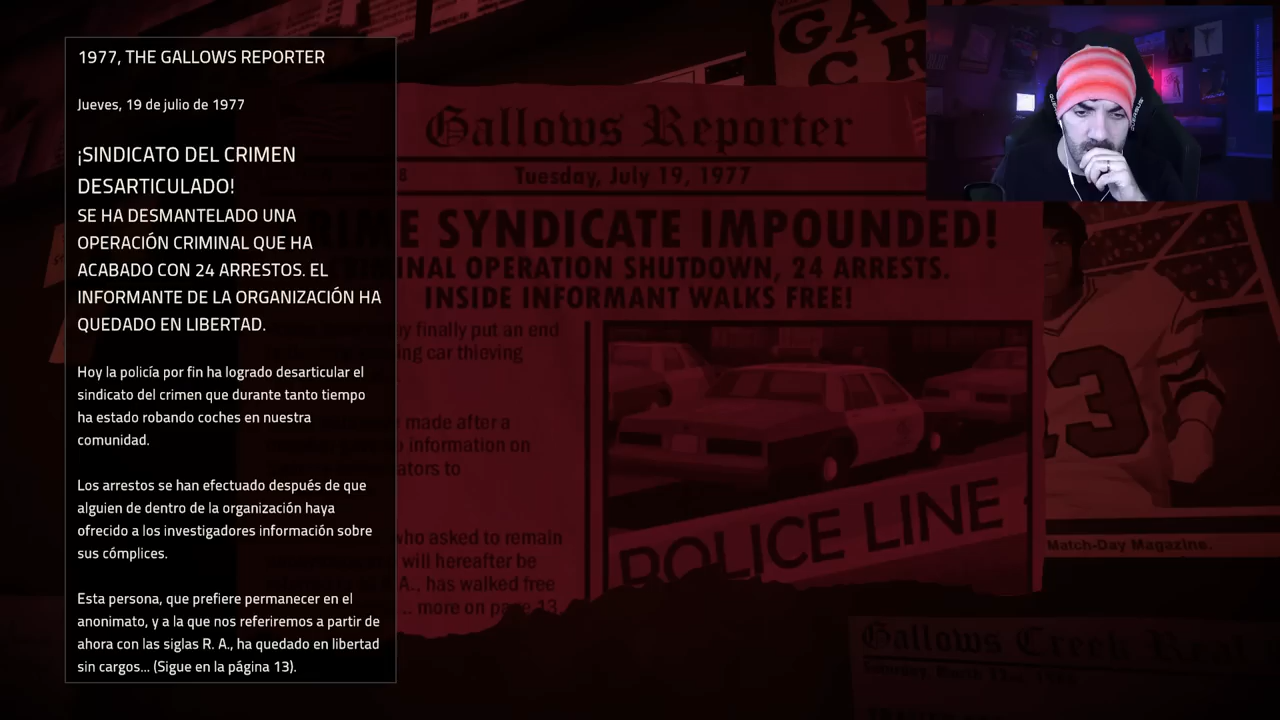 1977, THE GALLOWS REPORTER
Jueves, 19 de julio de 1977
¡SINDICATO DEL CRIMEN
DESARTICULADO!
SE HA DESMANTELADO UNA
OPERACIÓN CRIMINAL QUE HA
ACABADO CON 24 ARRESTOS. EL
INFORMANTE DE LA ORGANIZACIÓN HA
QUEDADO EN LIBERTAD.
Hoy la policía por fin ha logrado desarticular el
sindicato del crimen que durante tanto tiempo
ha estado robando coches en nuestra
comunidad.
Los arrestos se han efectuado después de que
alguien de dentro de la organización haya
ofrecido a los investigadores información sobre
sus cómplices.
Esta persona, que prefiere permanecer en el
anonimato, y a la que nos referiremos a partir de
ahora con las siglas R. A., ha quedado en libertad
sin cargos... (Sigue en la página 13).
Gallows Reporter
Tuesday, July 19, 1977
SYNDICATE IMPOUNDED!
OPERATION SHUTDOWN, 24 ARRESTS.
INSIDE INFORMANT WALKS FREE!
finally put an end
car thieving
made after a
information on
to
who asked to remain
will hereafter be
A., has walked free
... more on page 13.
POLICE LINE
Match-Day Magazine.
Gallows Creek
Saturday, March